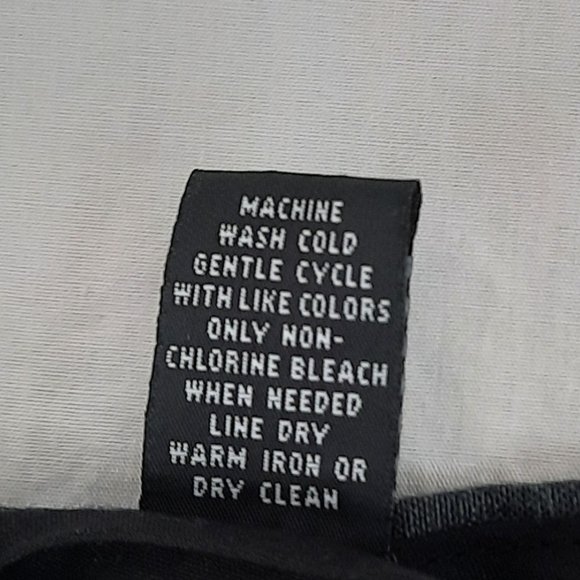 MACHINE
WASH COLD
GENTLE CYCLE
WITH LIKE COLORS
ONLY NON-
CHLORINE BLEACH
WHEN NEEDED
LINE DRY
WARM IRON OR
DRY CLEAN